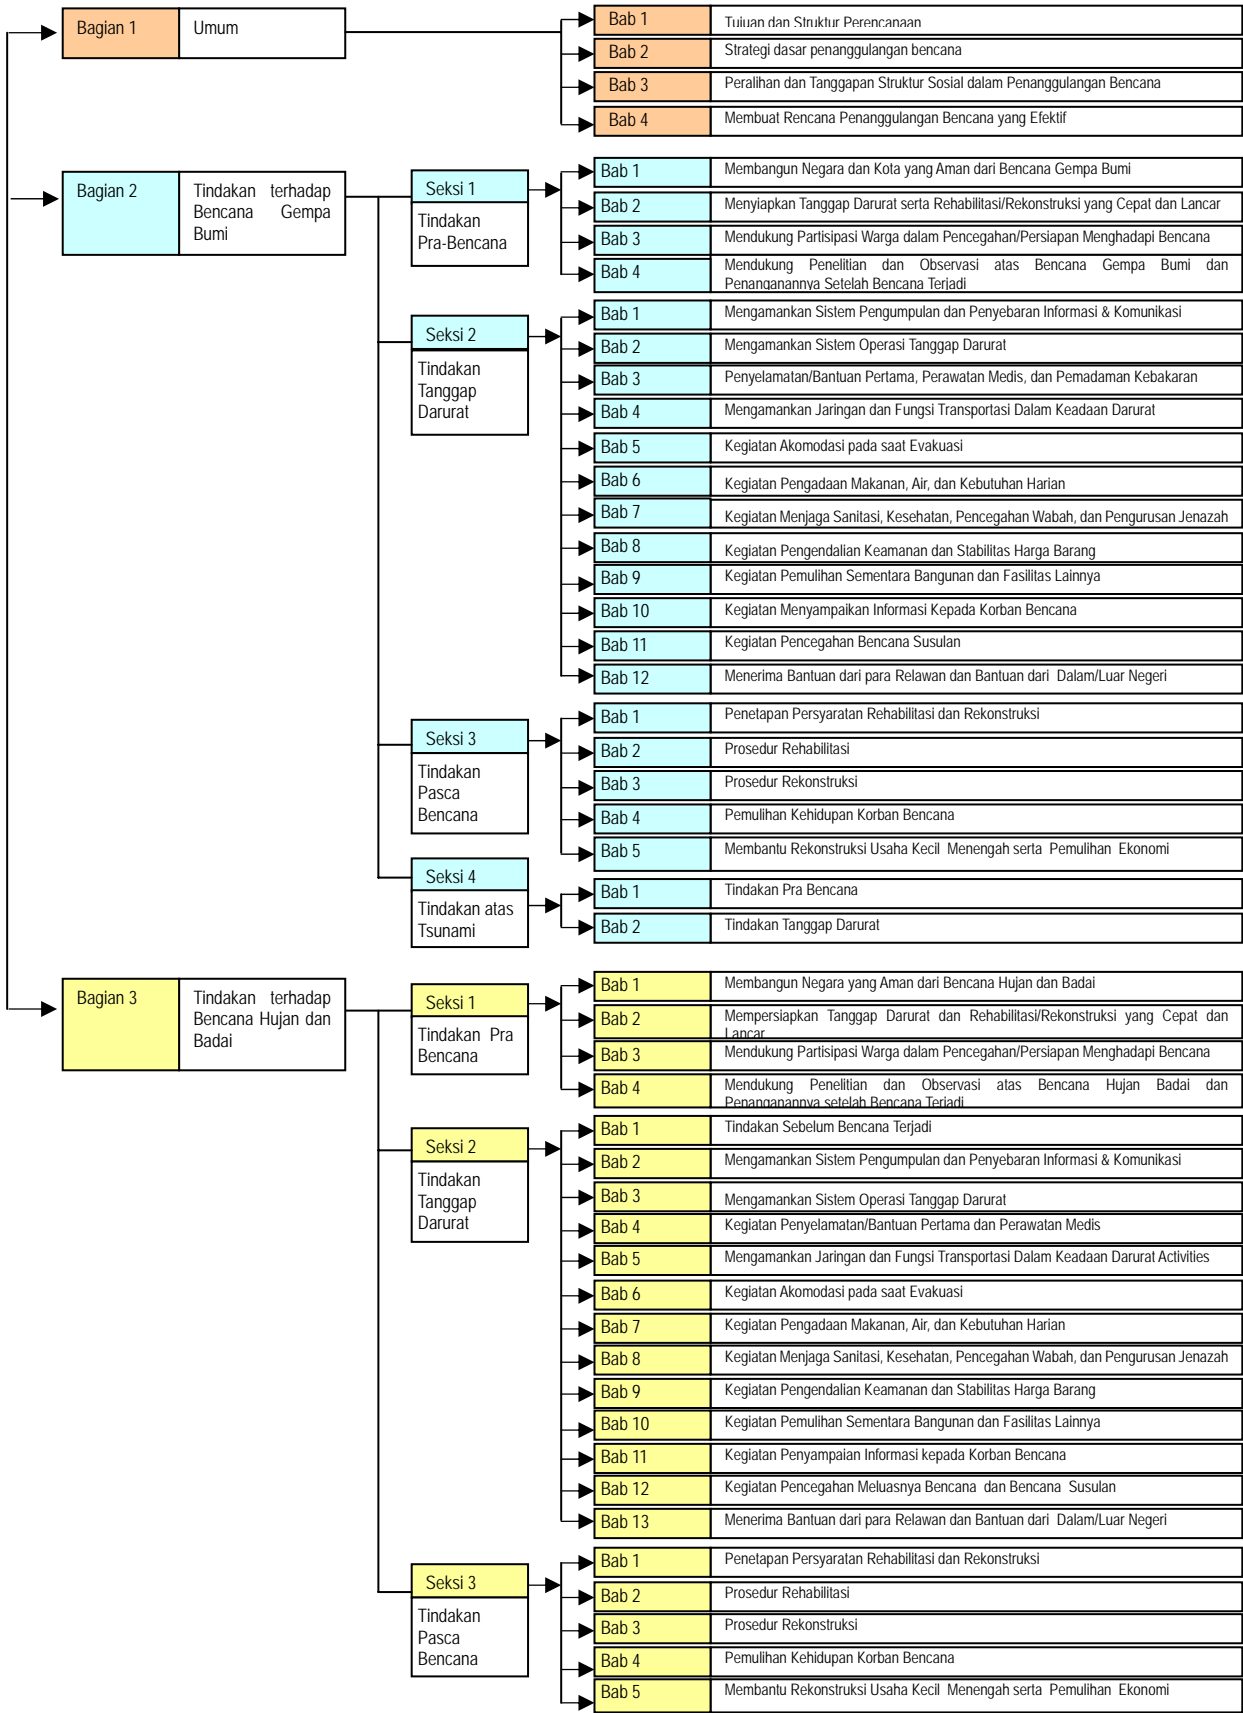 Bagian 1
Umum
Bab 1
Tujuan dan Struktur Perencanaan
Bab 2
Strategi dasar penanggulangan bencana
Bab 3
Peralihan dan Tanggapan Struktur Sosial dalam Penanggulangan Bencana
Bab 4
Membuat Rencana Penanggulangan Bencana yang Efektif
Bagian 2
Tindakan terhadap
Bencana Gempa
Bumi
Seksi 1
Tindakan
Pra-Bencana
Bab 1
Membangun Negara dan Kota yang Aman dari Bencana Gempa Bumi
Bab 2
Menyiapkan Tanggap Darurat serta Rehabilitasi/Rekonstruksi yang Cepat dan Lancar
Bab 3
Mendukung Partisipasi Warga dalam Pencegahan/Persiapan Menghadapi Bencana
Bab 4
Mendukung Penelitian dan Observasi atas Bencana Gempa Bumi dan
Penanganannya Setelah Bencana Terjadi
Seksi 2
Tindakan
Tanggap
Darurat
Bab 1
Mengamankan Sistem Pengumpulan dan Penyebaran Informasi & Komunikasi
Bab 2
Mengamankan Sistem Operasi Tanggap Darurat
Bab 3
Penyelamatan/Bantuan Pertama, Perawatan Medis, dan Pemadaman Kebakaran
Bab 4
Mengamankan Jaringan dan Fungsi Transportasi Dalam Keadaan Darurat
Bab 5
Kegiatan Akomodasi pada saat Evakuasi
Bab 6
Kegiatan Pengadaan Makanan, Air, dan Kebutuhan Harian
Bab 7
Kegiatan Menjaga Sanitasi, Kesehatan, Pencegahan Wabah, dan Pengurusan Jenazah
Bab 8
Kegiatan Pengendalian Keamanan dan Stabilitas Harga Barang
Bab 9
Kegiatan Pemulihan Sementara Bangunan dan Fasilitas Lainnya
Bab 10
Kegiatan Menyampaikan Informasi Kepada Korban Bencana
Bab 11
Kegiatan Pencegahan Bencana Susulan
Bab 12
Menerima Bantuan dari para Relawan dan Bantuan dari Dalam/Luar Negeri
Seksi 3
Tindakan
Pasca
Bencana
Bab 1
Penetapan Persyaratan Rehabilitasi dan Rekonstruksi
Bab 2
Prosedur Rehabilitasi
Bab 3
Prosedur Rekonstruksi
Bab 4
Pemulihan Kehidupan Korban Bencana
Bab 5
Membantu Rekonstruksi Usaha Kecil Menengah serta Pemulihan Ekonomi
Seksi 4
Tindakan atas
Tsunami
Bab 1
Tindakan Pra Bencana
Bab 2
Tindakan Tanggap Darurat
Bagian 3
Tindakan terhadap
Bencana Hujan dan
Badai
Seksi 1
Tindakan Pra
Bencana
Bab 1
Membangun Negara yang Aman dari Bencana Hujan dan Badai
Bab 2
Mempersiapkan Tanggap Darurat dan Rehabilitasi/Rekonstruksi yang Cepat dan
Lancar
Bab 3
Mendukung Partisipasi Warga dalam Pencegahan/Persiapan Menghadapi Bencana
Bab 4
Mendukung Penelitian dan Observasi atas Bencana Hujan Badai dan
Penanganannya setelah Bencana Terjadi
Seksi 2
Tindakan
Tanggap
Darurat
Bab 1
Tindakan Sebelum Bencana Terjadi
Bab 2
Mengamankan Sistem Pengumpulan dan Penyebaran Informasi & Komunikasi
Bab 3
Mengamankan Sistem Operasi Tanggap Darurat
Bab 4
Kegiatan Penyelamatan/Bantuan Pertama dan Perawatan Medis
Bab 5
Mengamankan Jaringan dan Fungsi Transportasi Dalam Keadaan Darurat Activities
Bab 6
Kegiatan Akomodasi pada saat Evakuasi
Bab 7
Kegiatan Pengadaan Makanan, Air, dan Kebutuhan Harian
Bab 8
Kegiatan Menjaga Sanitasi, Kesehatan, Pencegahan Wabah, dan Pengurusan Jenazah
Bab 9
Kegiatan Pengendalian Keamanan dan Stabilitas Harga Barang
Bab 10
Kegiatan Pemulihan Sementara Bangunan dan Fasilitas Lainnya
Bab 11
Kegiatan Penyampaian Informasi kepada Korban Bencana
Bab 12
Kegiatan Pencegahan Meluasnya Bencana dan Bencana Susulan
Bab 13
Menerima Bantuan dari para Relawan dan Bantuan dari Dalam/Luar Negeri
Seksi 3
Tindakan
Pasca
Bencana
Bab 1
Penetapan Persyaratan Rehabilitasi dan Rekonstruksi
Bab 2
Prosedur Rehabilitasi
Bab 3
Prosedur Rekonstruksi
Bab 4
Pemulihan Kehidupan Korban Bencana
Bab 5
Membantu Rekonstruksi Usaha Kecil Menengah serta Pemulihan Ekonomi